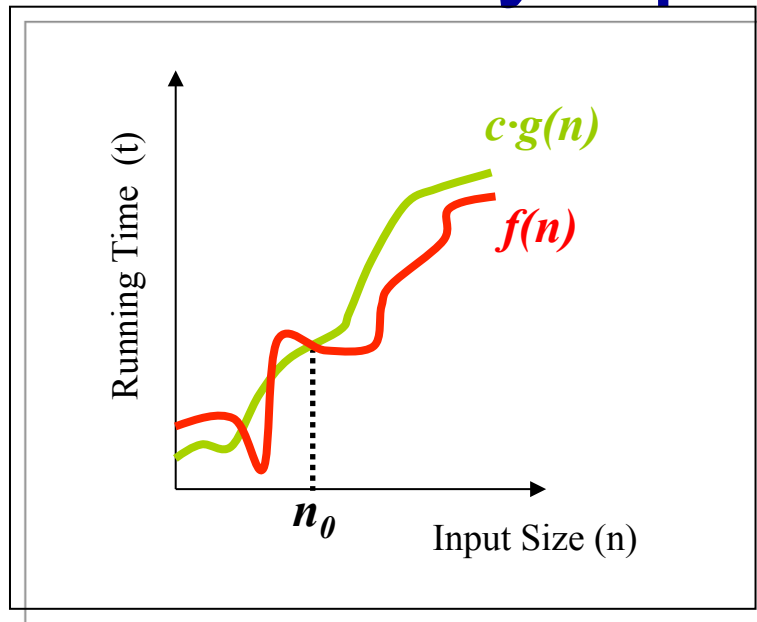 c·g(n)
f(n)
Running Time (t)
n₀
Input Size (n)